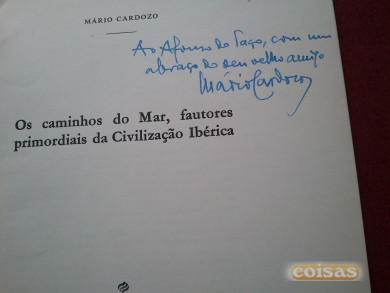 MÁRIO CARDOZO
Ao Afonso do Paço, com um
abraço do seu velho amigo
Mário Cardozo
Os caminhos do Mar, fautores
primordiais da Civilização Ibérica
coisas